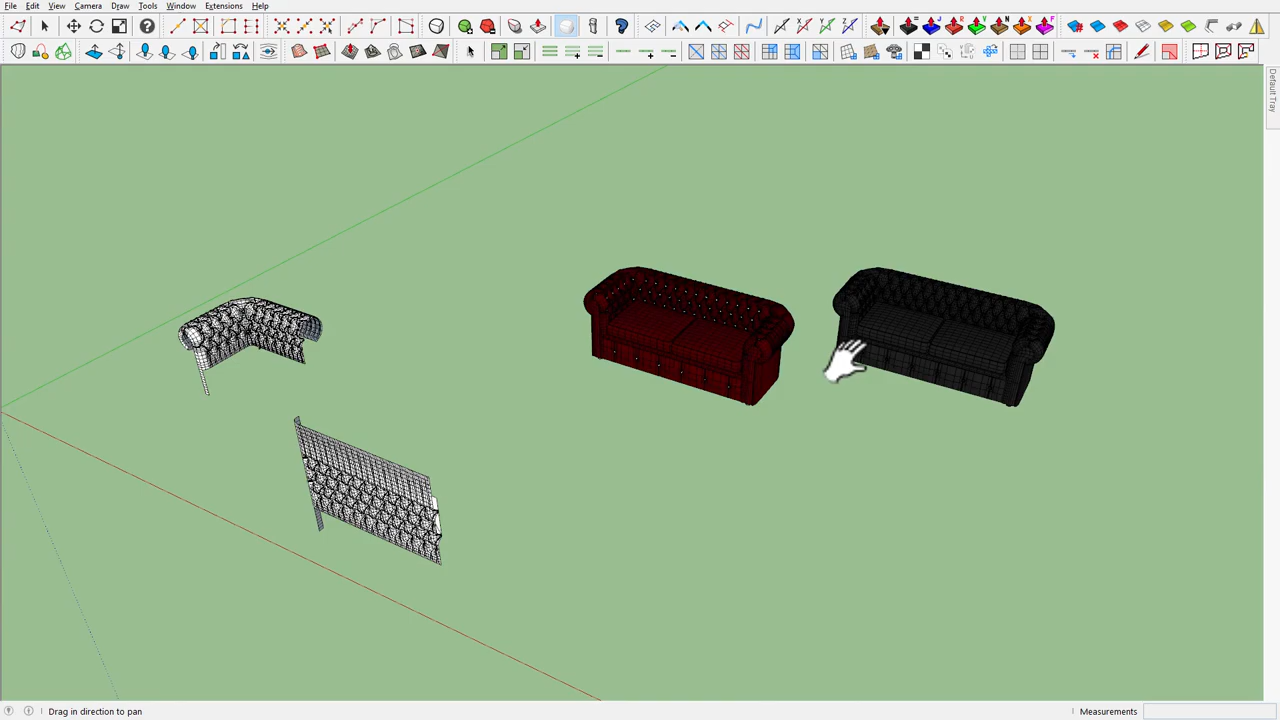 File Edit View Camera Draw Tools Window Extensions Help
Default Tray
Drag in direction to pan
Measurements